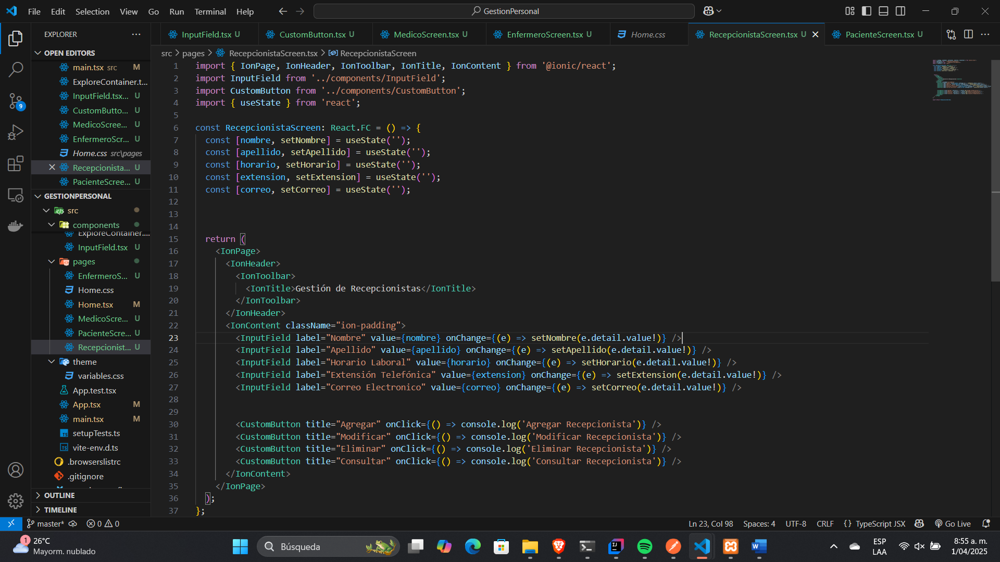 File Edit Selection View Go Run Terminal Help
GestionPersonal
EXPLORER
OPEN EDITORS
main.tsx src M
ExploreContainer.t...
InputField.tsx... U
CustomButto... U
MedicoScree... U
EnfermeroScr... U
Home.css src\pages
Recepcionista... U
PacienteScree... U
GESTIONPERSONAL
src
components
ExploreContainer....
InputField.tsx U
pages
EnfermeroS... U
Home.css
Home.tsx M
MedicoScre... U
PacienteScre... U
Recepcionist... U
theme
variables.css
App.test.tsx
App.tsx M
main.tsx M
setupTests.ts
vite-env.d.ts
.browserslistrc
.gitignore
OUTLINE
TIMELINE
9
InputField.tsx U
CustomButton.tsx U
MedicoScreen.tsx U
EnfermeroScreen.tsx U
Home.css
RecepcionistaScreen.tsx U
PacienteScreen.tsx U
src > pages > RecepcionistaScreen.tsx > RecepcionistaScreen
1 import { IonPage, IonHeader, IonToolbar, IonTitle, IonContent } from '@ionic/react';
2 import InputField from '../components/InputField';
3 import CustomButton from '../components/CustomButton';
4 import { useState } from 'react';
5
6 const RecepcionistaScreen: React.FC = () => {
7 const [nombre, setNombre] = useState('');
8 const [apellido, setApellido] = useState('');
9 const [horario, setHorario] = useState('');
10 const [extension, setExtension] = useState('');
11 const [correo, setCorreo] = useState('');
12
13
14
15 return (
16 <IonPage>
17 <IonHeader>
18 <IonToolbar>
19 <IonTitle>Gestión de Recepcionistas</IonTitle>
20 </IonToolbar>
21 </IonHeader>
22 <IonContent className="ion-padding">
23 <InputField label="Nombre" value={nombre} onChange={(e) => setNombre(e.detail.value!)} />
24 <InputField label="Apellido" value={apellido} onChange={(e) => setApellido(e.detail.value!)} />
25 <InputField label="Horario Laboral" value={horario} onChange={(e) => setHorario(e.detail.value!)} />
26 <InputField label="Extensión Telefónica" value={extension} onChange={(e) => setExtension(e.detail.value!)} />
27 <InputField label="Correo Electronico" value={correo} onChange={(e) => setCorreo(e.detail.value!)} />
28
29
30 <CustomButton title="Agregar" onClick={() => console.log('Agregar Recepcionista')} />
31 <CustomButton title="Modificar" onClick={() => console.log('Modificar Recepcionista')} />
32 <CustomButton title="Eliminar" onClick={() => console.log('Eliminar Recepcionista')} />
33 <CustomButton title="Consultar" onClick={() => console.log('Consultar Recepcionista')} />
34 </IonContent>
35 </IonPage>
36 );
37 };
master* 0 0
Ln 23, Col 98 Spaces: 4 UTF-8 CRLF {} TypeScript JSX Go Live
1
26°C
Mayorm. nublado
Búsqueda
ESP
LAA
8:55 a. m.
1/04/2025